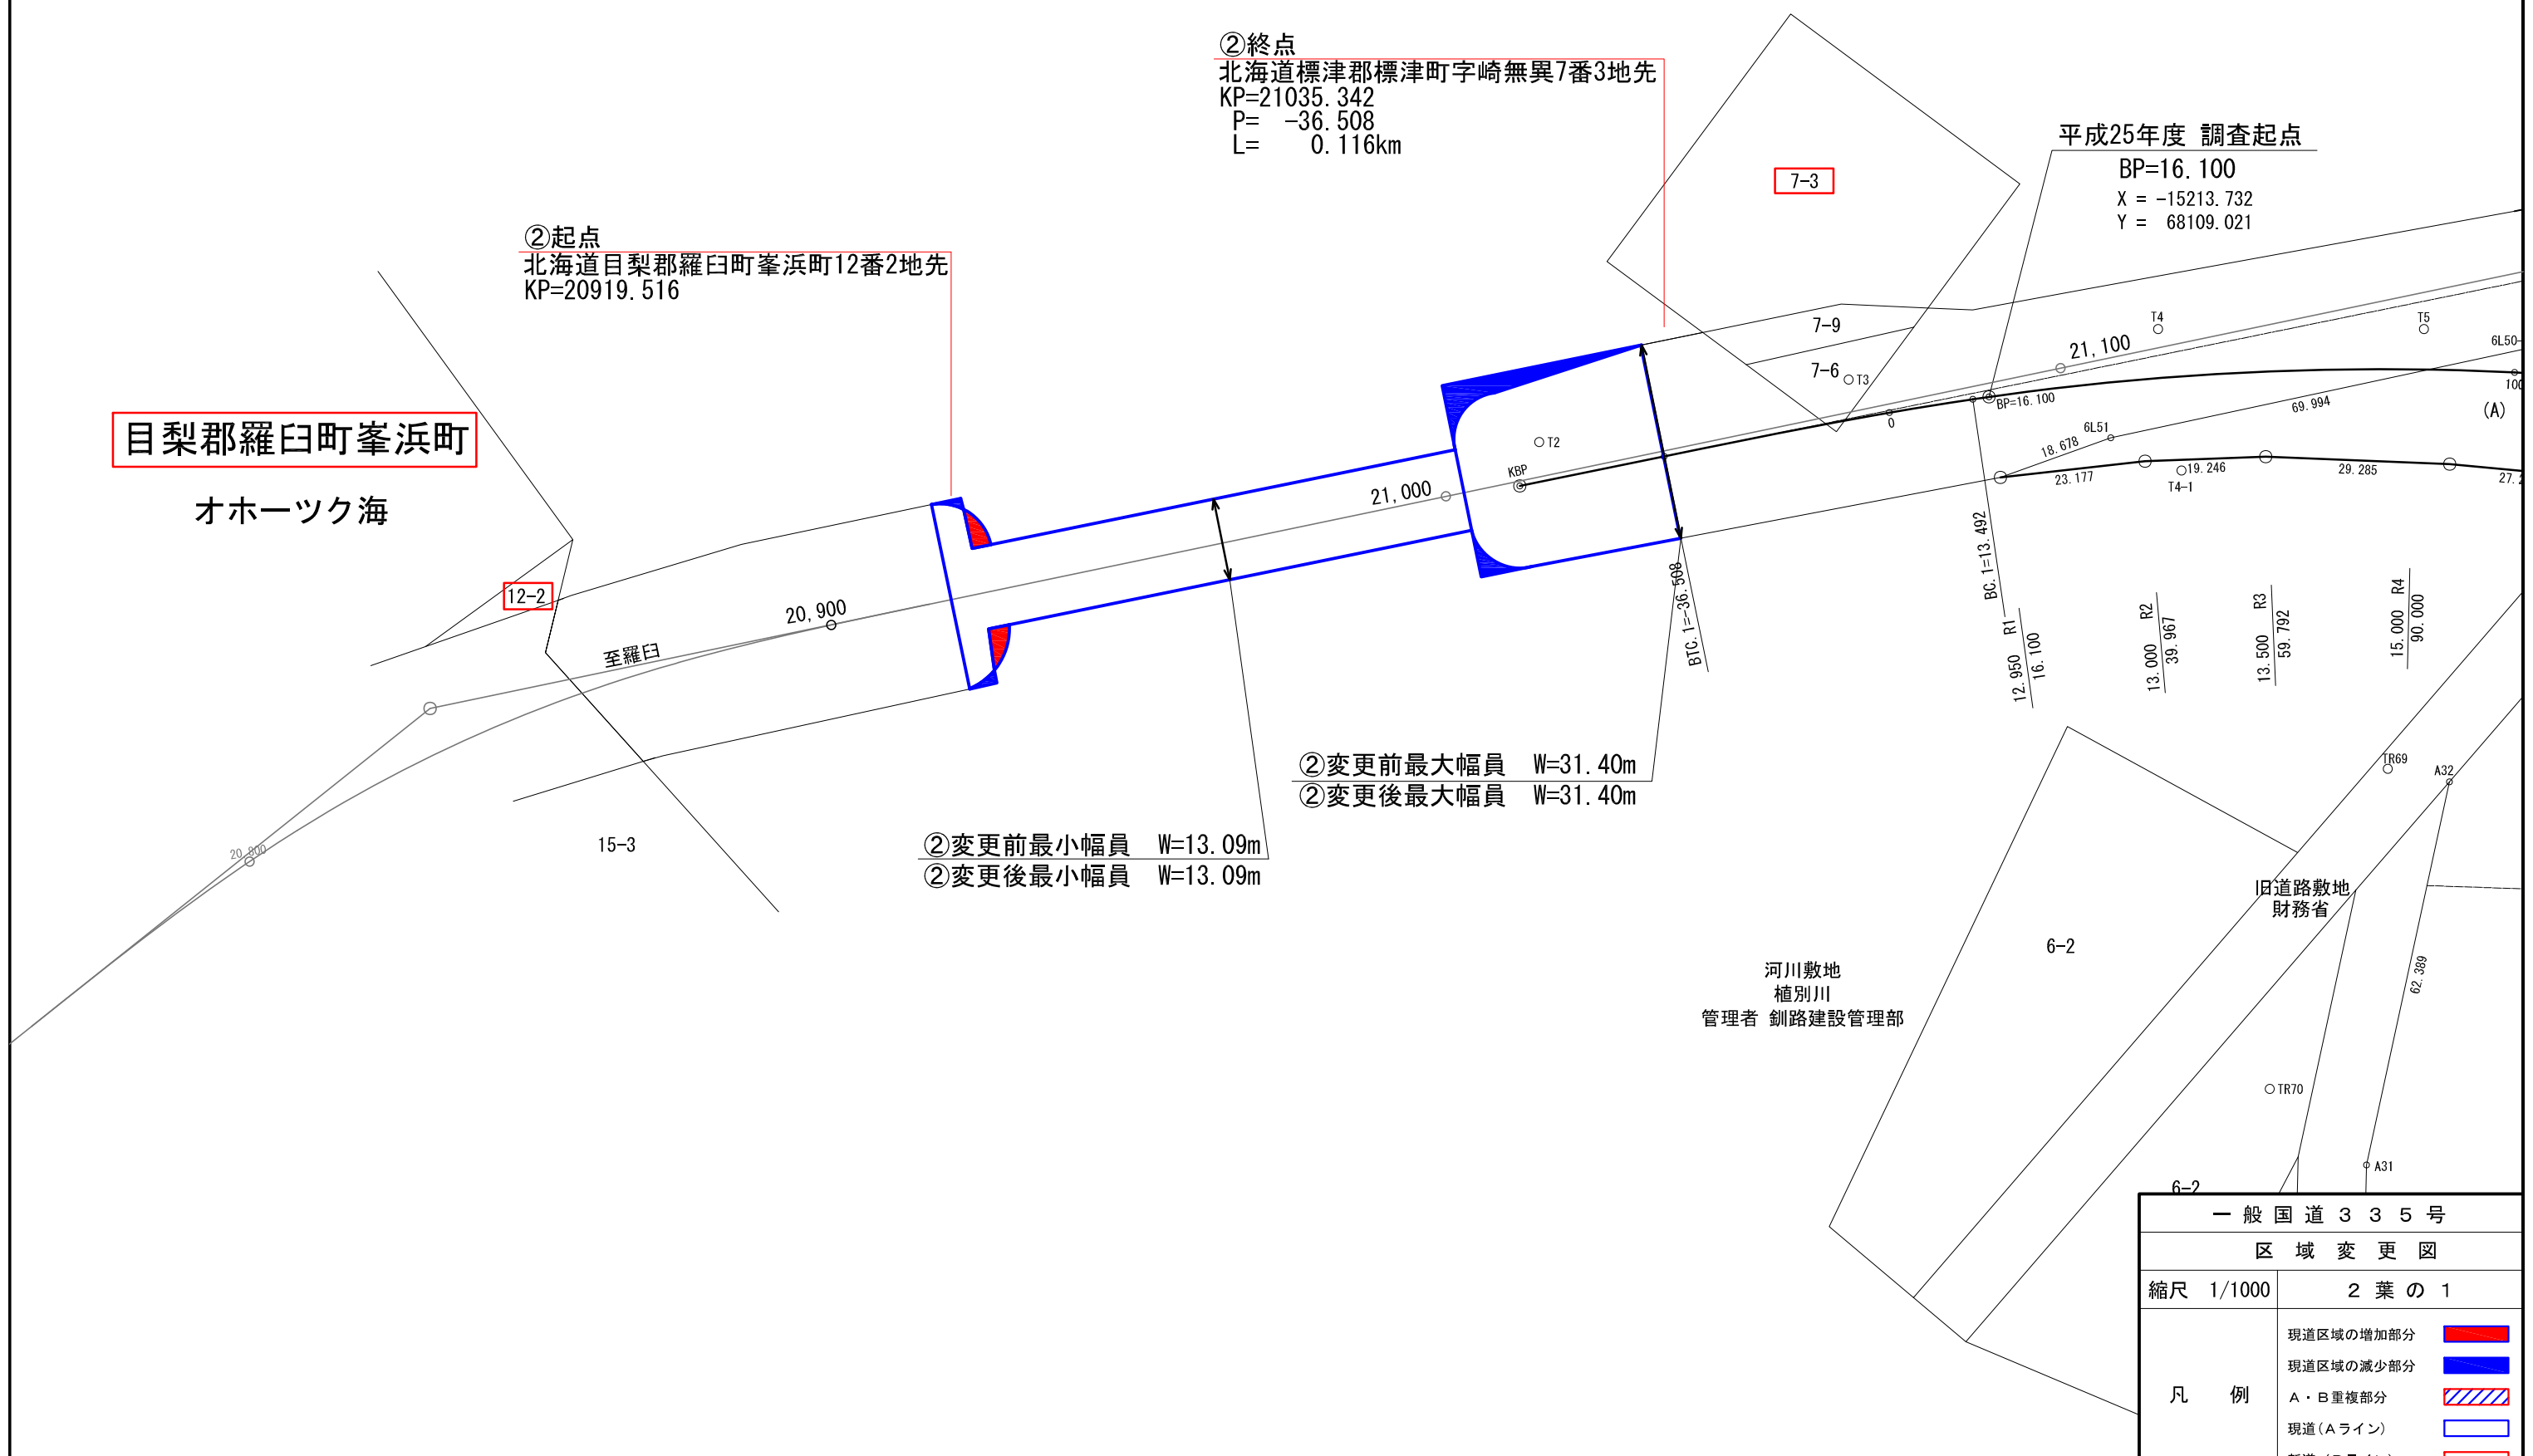 ②終点
北海道標津郡標津町字崎無異7番3地先
KP=21035.342
P= -36.508
L= 0.116km
7-3
平成25年度 調査起点
BP=16.100
X = -15213.732
Y = 68109.021
②起点
北海道目梨郡羅臼町峯浜町12番2地先
KP=20919.516
目梨郡羅臼町峯浜町
オホーツク海
12-2
至羅臼
20,900
20,800
15-3
21,000
KBP
T2
7-9
7-6
T3
0
BP=16.100
21,100
T4
T5
6L50
100
(A)
69.994
6L51
18.678
23.177
T4-1
19.246
29.285
BTC.1=-36.508
BC.1=13.492
12.950 R1
16.100
13.000 R2
39.967
13.500 R3
59.792
15.000 R4
90.000
②変更前最大幅員 W=31.40m
②変更後最大幅員 W=31.40m
②変更前最小幅員 W=13.09m
②変更後最小幅員 W=13.09m
TR69
A32
旧道路敷地
財務省
6-2
62.389
河川敷地
植別川
管理者 釧路建設管理部
TR70
A31
6-2
一般国道335号
区域変更図
縮尺 1/1000
2葉の1
凡例
現道区域の増加部分
現道区域の減少部分
A・B重複部分
現道(Aライン)